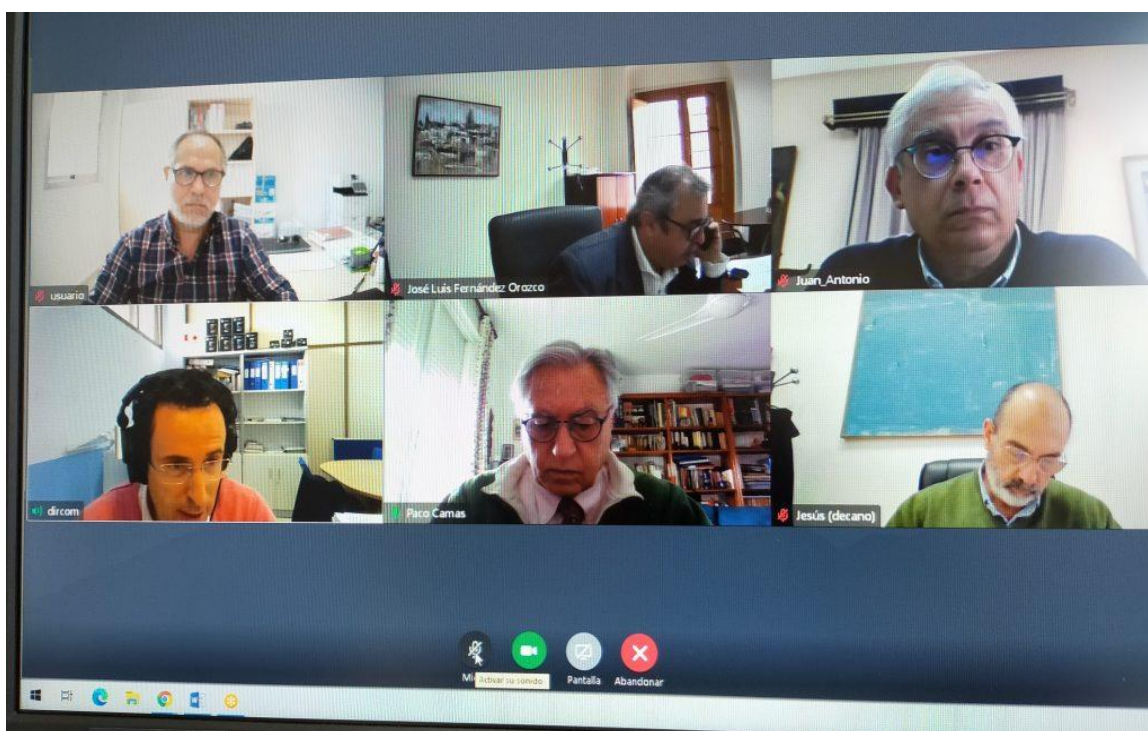 usuario
José Luis Fernández Orozco
Juan_Antonio
dircom
Paco Camas
Jesús (decano)
Activar su sonido
Pantalla
Abandonar